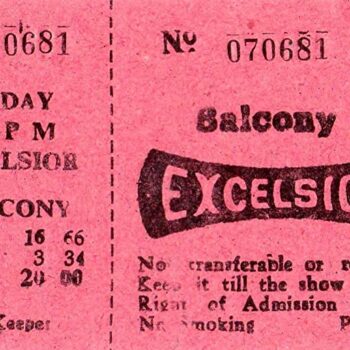 0681
DAY
P M
LSIOR
CONY
16 66
3 34
20 00
Keeper
No 070681
Balcony
EXCELSIO
Not transferable or r
Keep it till the show
Right of Admission
No Smoking P